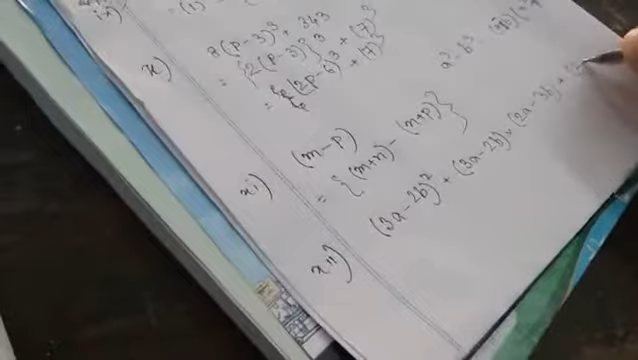 ix)
x) 8(p-3)³ + 343
= {2(p-3)}³ + (7)³
= (2p-6)³ + (7)³
a³ - b³
xi) (m-p)
= {(m+n) - (n+p)}
xii) (3a-2b)² + (3a-2b) × (2a-3b) +